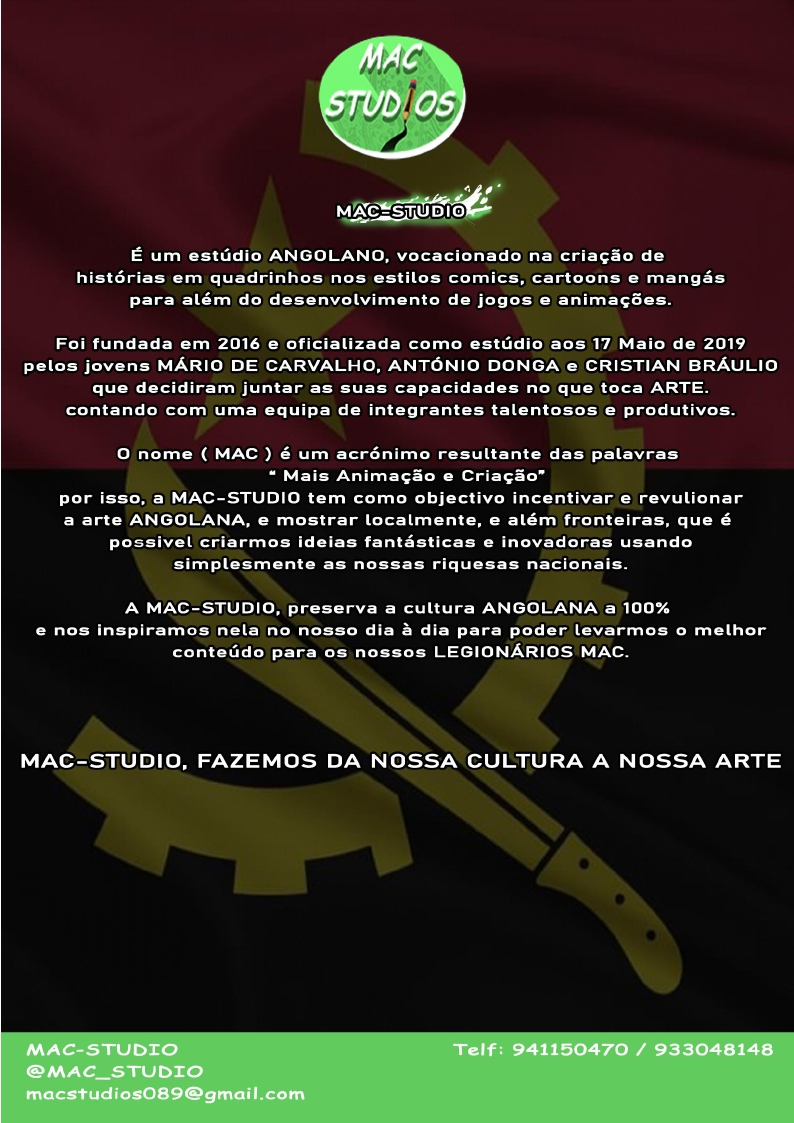 MAC
STUDIOS
MAC-STUDIO
É um estúdio ANGOLANO, vocacionado na criação de
histórias em quadrinhos nos estilos comics, cartoons e mangás
para além do desenvolvimento de jogos e animações.
Foi fundada em 2016 e oficializada como estúdio aos 17 Maio de 2019
pelos jovens MÁRIO DE CARVALHO, ANTÓNIO DONGA e CRISTIAN BRÁULIO
que decidiram juntar as suas capacidades no que toca ARTE.
contando com uma equipa de integrantes talentosos e produtivos.
O nome ( MAC ) é um acrónimo resultante das palavras
“ Mais Animação e Criação”
por isso, a MAC-STUDIO tem como objectivo incentivar e revulionar
a arte ANGOLANA, e mostrar localmente, e além fronteiras, que é
possivel criarmos ideias fantásticas e inovadoras usando
simplesmente as nossas riquesas nacionais.
A MAC-STUDIO, preserva a cultura ANGOLANA a 100%
e nos inspiramos nela no nosso dia à dia para poder levarmos o melhor
conteúdo para os nossos LEGIONÁRIOS MAC.
MAC-STUDIO, FAZEMOS DA NOSSA CULTURA A NOSSA ARTE
MAC-STUDIO
@MAC_STUDIO
macstudios089@gmail.com
Telf: 941150470 / 933048148